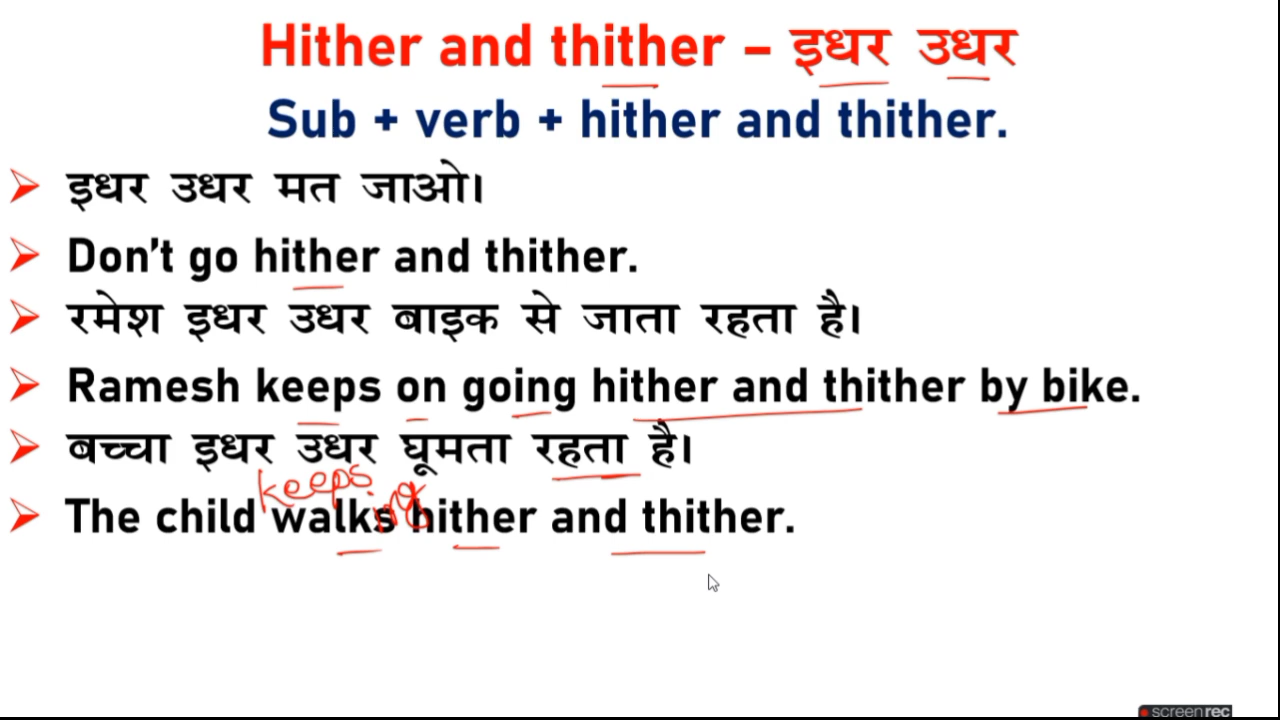 Hither and thither – इधर उधर
Sub + verb + hither and thither.
➤ इधर उधर मत जाओ।
➤ Don't go hither and thither.
➤ रमेश इधर उधर बाइक से जाता रहता है।
➤ Ramesh keeps on going hither and thither by bike.
➤ बच्चा इधर उधर घूमता रहता है।
keeps ing
➤ The child walks hither and thither.
screenrec